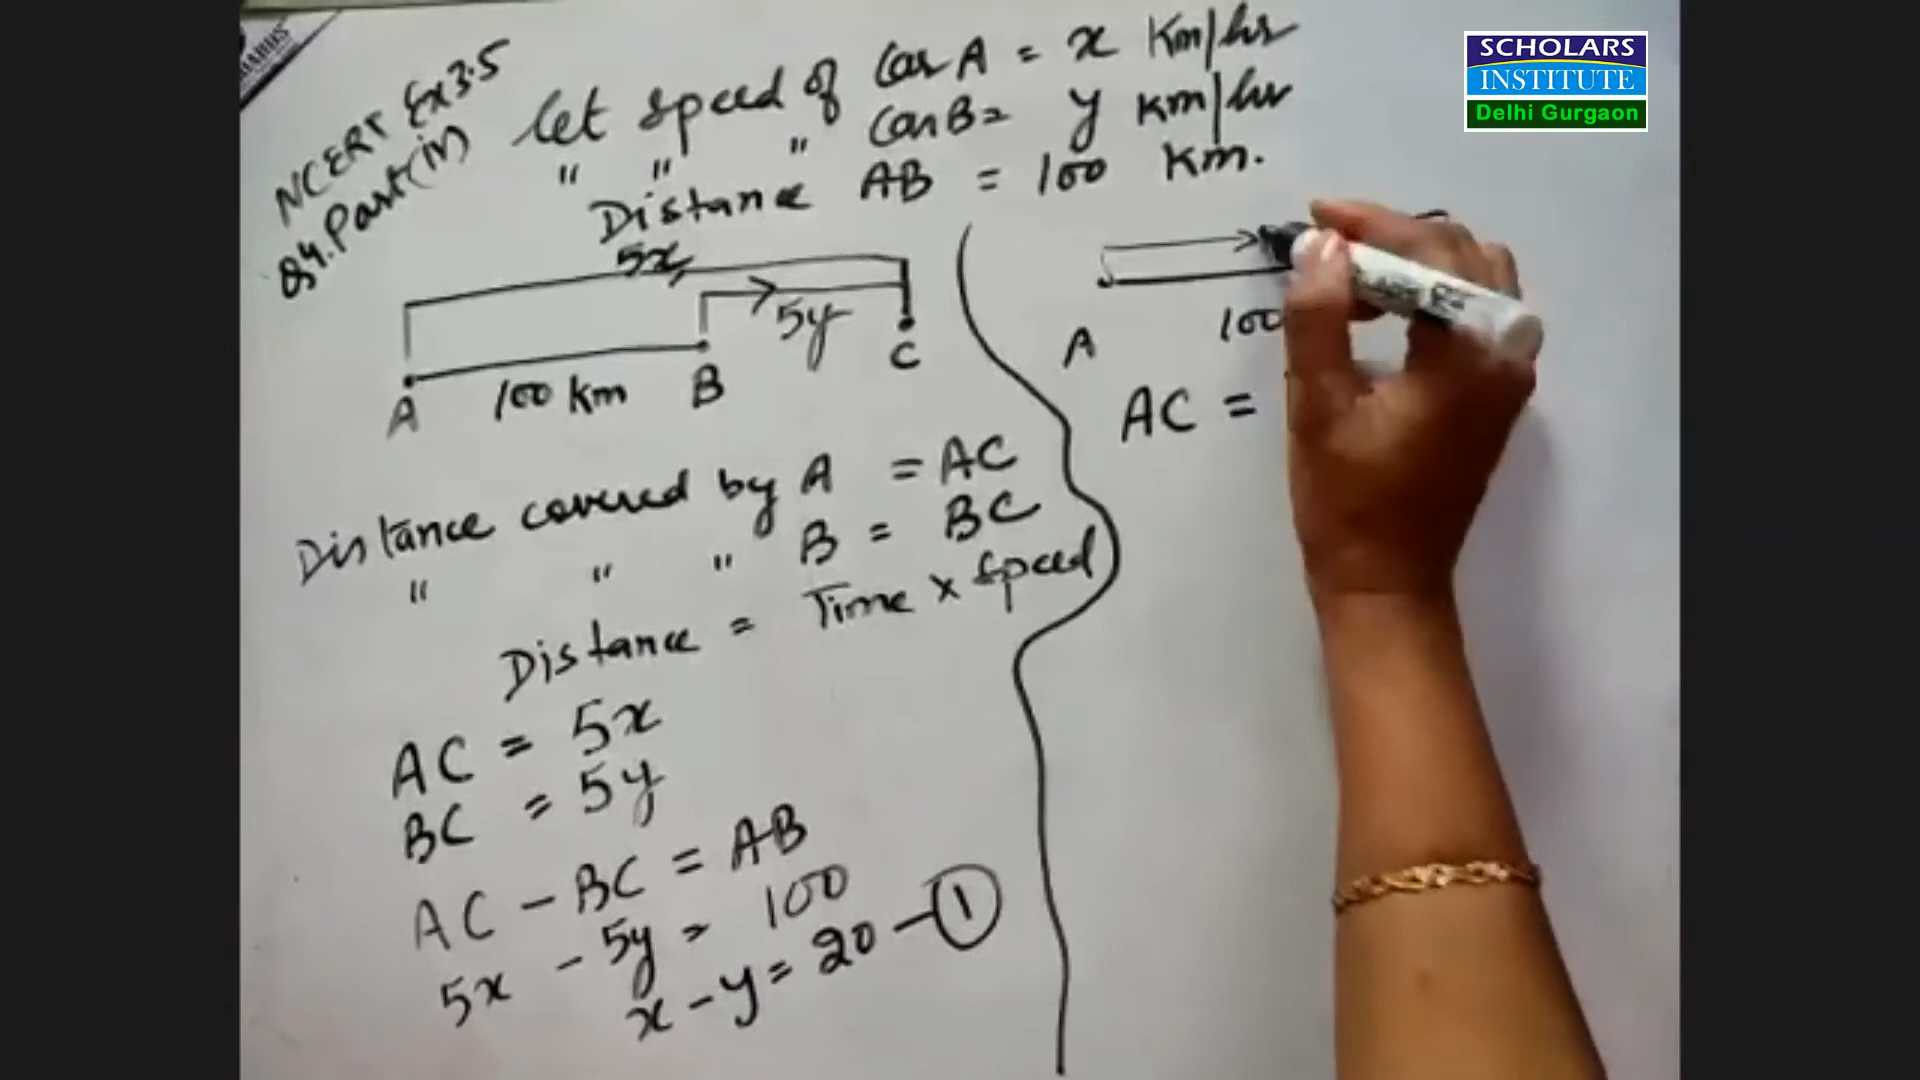 SCHOLARS
INSTITUTE
Delhi Gurgaon
NCERT Ex 3.5
Q4. Part (iv)
let speed of Car A = x Km/hr
" " " Car B = y Km/hr
Distance AB = 100 Km.
5x
5y
A 100 Km B C
Distance covered by A = AC
" " " B = BC
Distance = Time × Speed
AC = 5x
BC = 5y
AC - BC = AB
5x - 5y = 100
x - y = 20 - ①
A 100
AC =